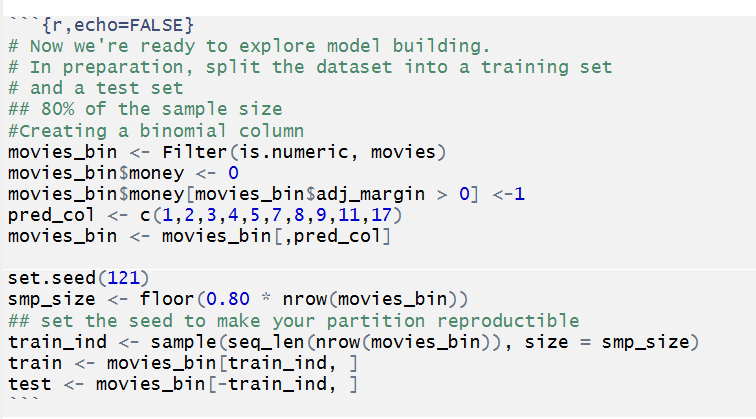 ```{r,echo=FALSE}
# Now we're ready to explore model building.
# In preparation, split the dataset into a training set
# and a test set
## 80% of the sample size
#Creating a binomial column
movies_bin <- Filter(is.numeric, movies)
movies_bin$money <- 0
movies_bin$money[movies_bin$adj_margin > 0] <-1
pred_col <- c(1,2,3,4,5,7,8,9,11,17)
movies_bin <- movies_bin[,pred_col]
set.seed(121)
smp_size <- floor(0.80 * nrow(movies_bin))
## set the seed to make your partition reproductible
train_ind <- sample(seq_len(nrow(movies_bin)), size = smp_size)
train <- movies_bin[train_ind, ]
test <- movies_bin[-train_ind, ]
```